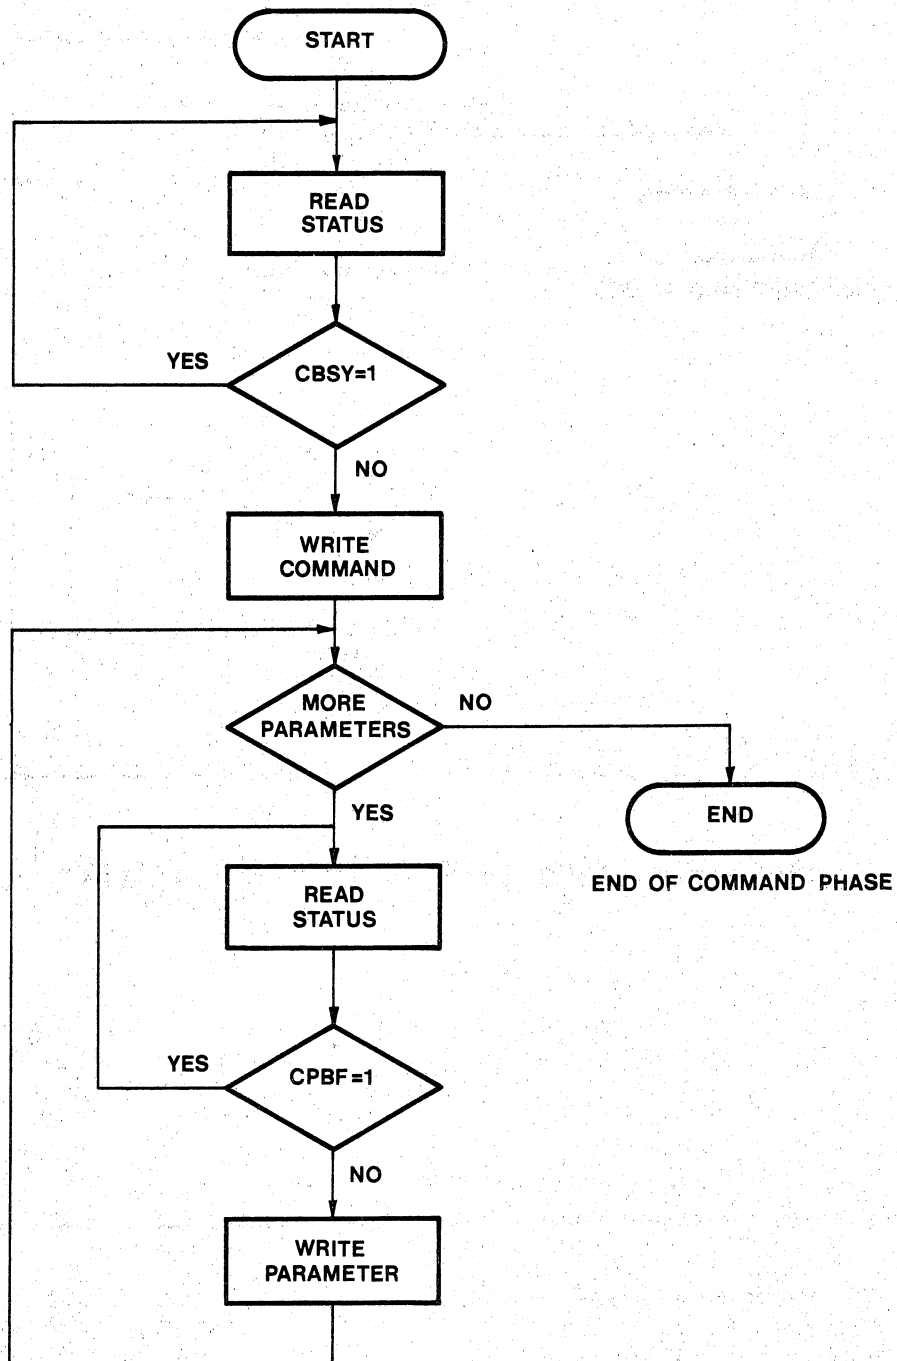 START
READ
STATUS
YES
CBSY=1
NO
WRITE
COMMAND
MORE
PARAMETERS
NO
YES
END
END OF COMMAND PHASE
READ
STATUS
YES
CPBF=1
NO
WRITE
PARAMETER